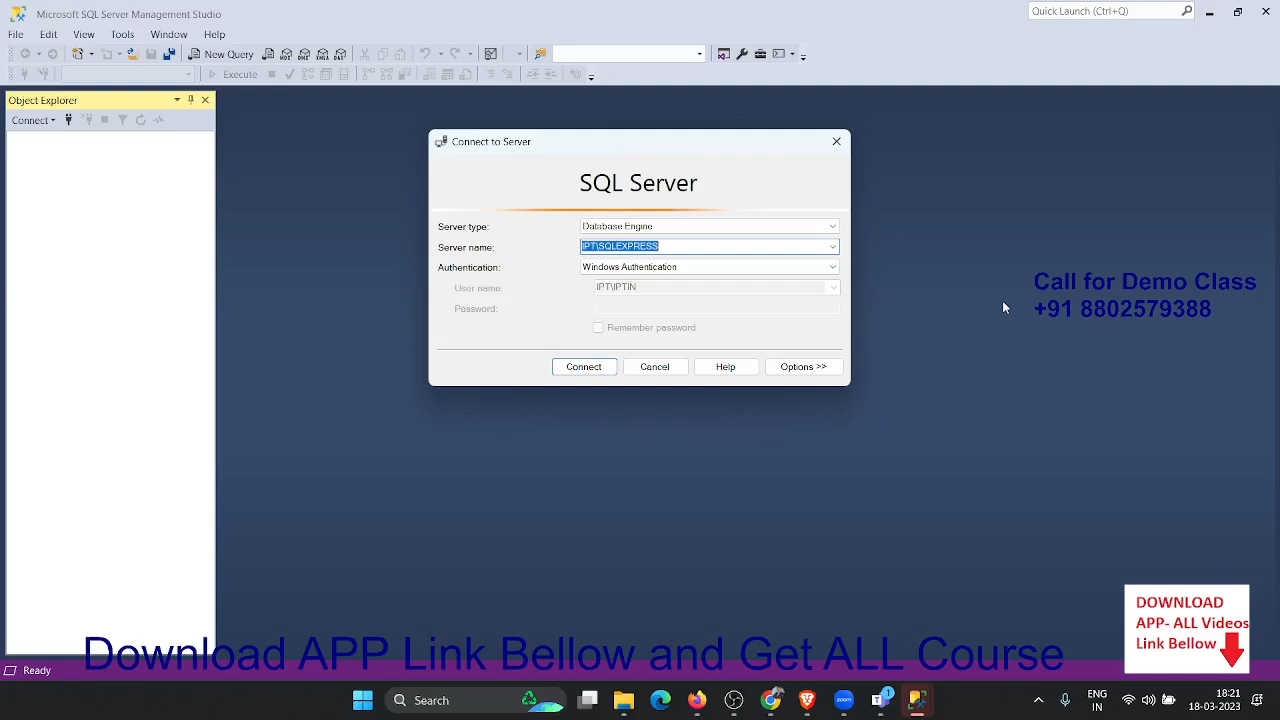 Microsoft SQL Server Management Studio
Quick Launch (Ctrl+Q)
File Edit View Tools Window Help
New Query
Execute
Object Explorer
Connect
Connect to Server
SQL Server
Server type: Database Engine
Server name: IPT\SQLEXPRESS
Authentication: Windows Authentication
User name: IPT\IPTIN
Password:
Remember password
Connect Cancel Help Options >>
Call for Demo Class
+91 8802579388
DOWNLOAD
APP- ALL Videos
Link Bellow
Download APP Link Bellow and Get ALL Course
Ready
Search
zoom
1
ENG
IN
18:21
18-03-2023